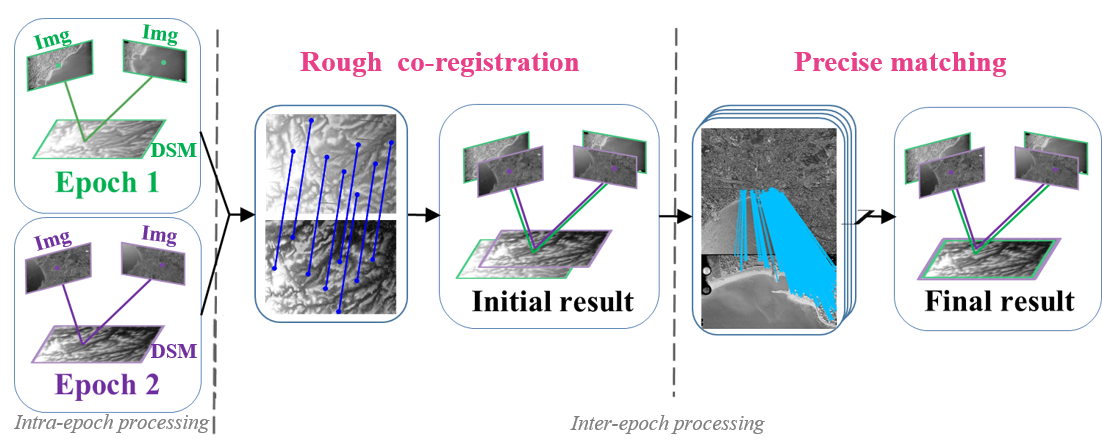 Img
Img
DSM
Epoch 1
Img
Img
DSM
Epoch 2
Intra-epoch processing
Rough co-registration
Initial result
Precise matching
Final result
Inter-epoch processing